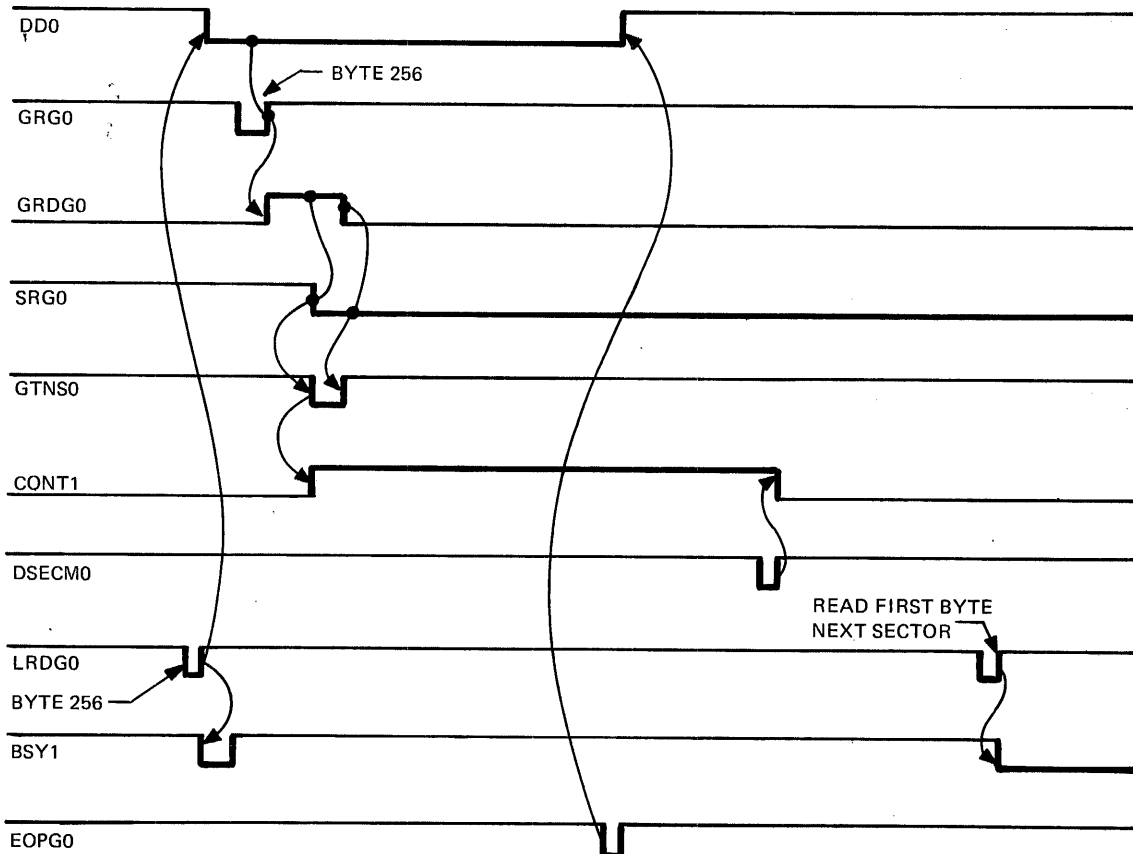 DD0
BYTE 256
GRG0
GRDG0
SRG0
GTNS0
CONT1
DSECM0
READ FIRST BYTE
NEXT SECTOR
LRDG0
BYTE 256
BSY1
EOPG0